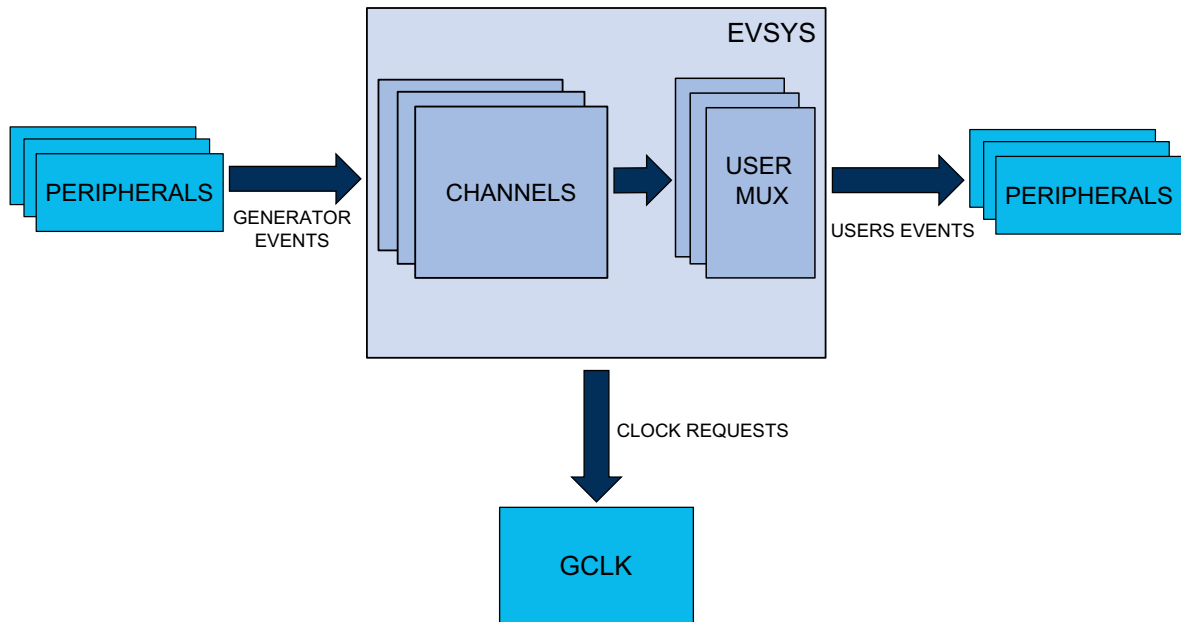 EVSYS
PERIPHERALS
GENERATOR
EVENTS
CHANNELS
USER
MUX
USERS EVENTS
PERIPHERALS
CLOCK REQUESTS
GCLK